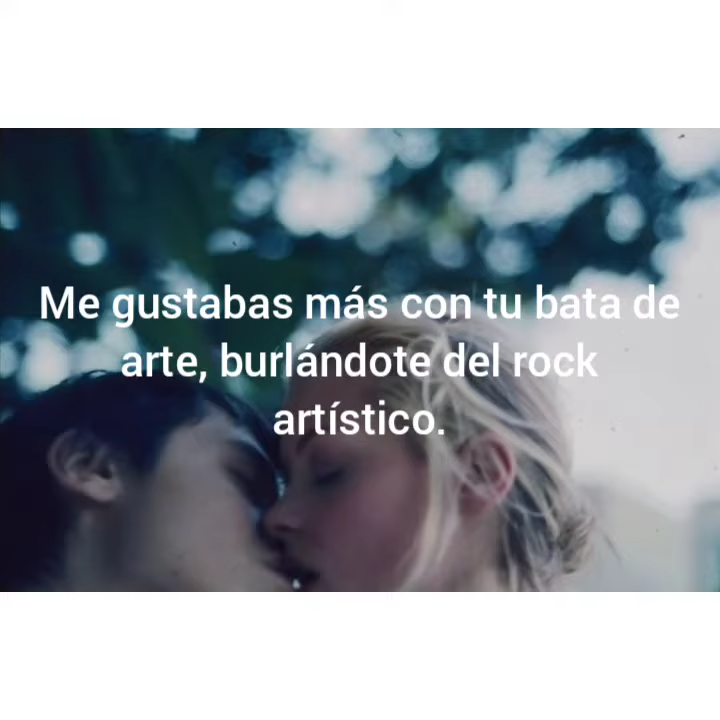 Me gustabas más con tu bata de
arte, burlándote del rock
artístico.